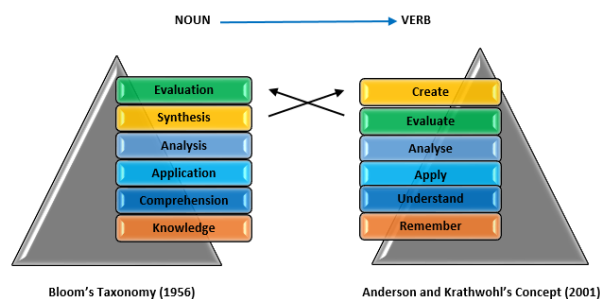 NOUN
VERB
Evaluation
Synthesis
Analysis
Application
Comprehension
Knowledge
Create
Evaluate
Analyse
Apply
Understand
Remember
Bloom's Taxonomy (1956)
Anderson and Krathwohl's Concept (2001)